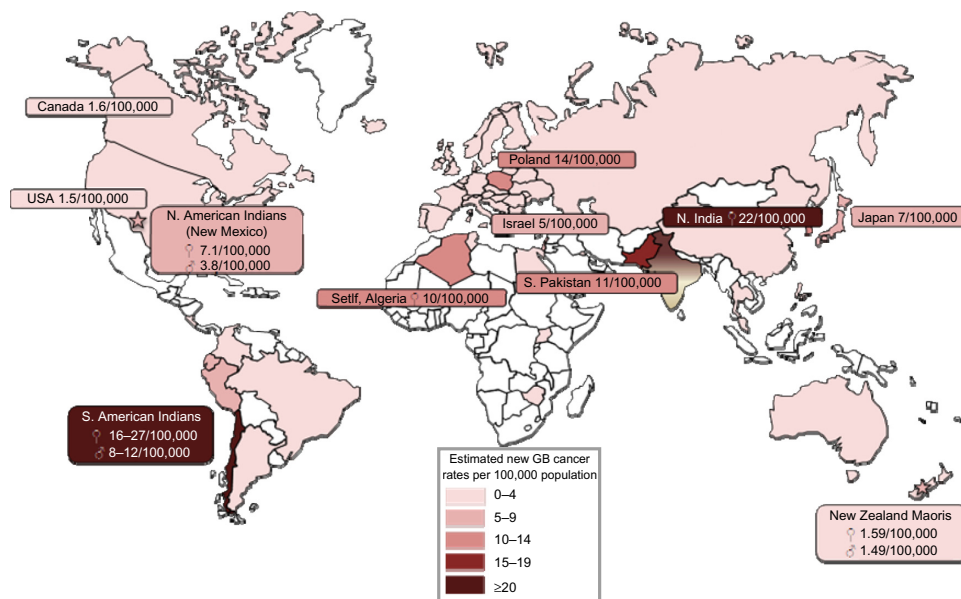 Canada 1.6/100,000
USA 1.5/100,000
N. American Indians
(New Mexico)
♀ 7.1/100,000
♂ 3.8/100,000
Poland 14/100,000
Israel 5/100,000
N. India ♀ 22/100,000
Japan 7/100,000
Setlf, Algeria ♀ 10/100,000
S. Pakistan 11/100,000
S. American Indians
♀ 16–27/100,000
♂ 8–12/100,000
Estimated new GB cancer
rates per 100,000 population
0–4
5–9
10–14
15–19
≥20
New Zealand Maoris
♀ 1.59/100,000
♂ 1.49/100,000